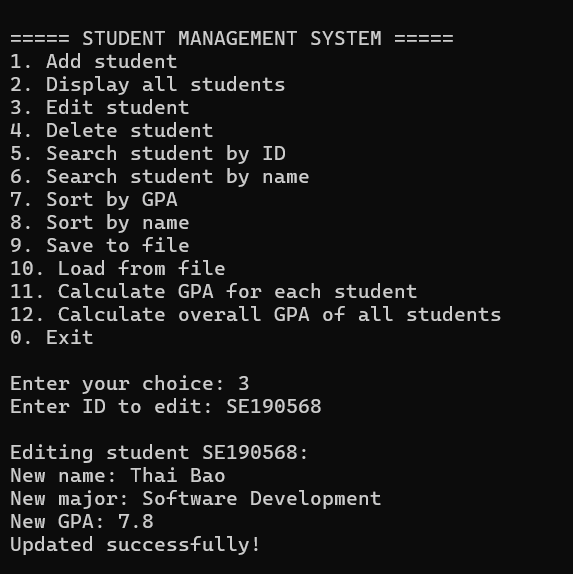 ===== STUDENT MANAGEMENT SYSTEM =====
1. Add student
2. Display all students
3. Edit student
4. Delete student
5. Search student by ID
6. Search student by name
7. Sort by GPA
8. Sort by name
9. Save to file
10. Load from file
11. Calculate GPA for each student
12. Calculate overall GPA of all students
0. Exit
Enter your choice: 3
Enter ID to edit: SE190568
Editing student SE190568:
New name: Thai Bao
New major: Software Development
New GPA: 7.8
Updated successfully!